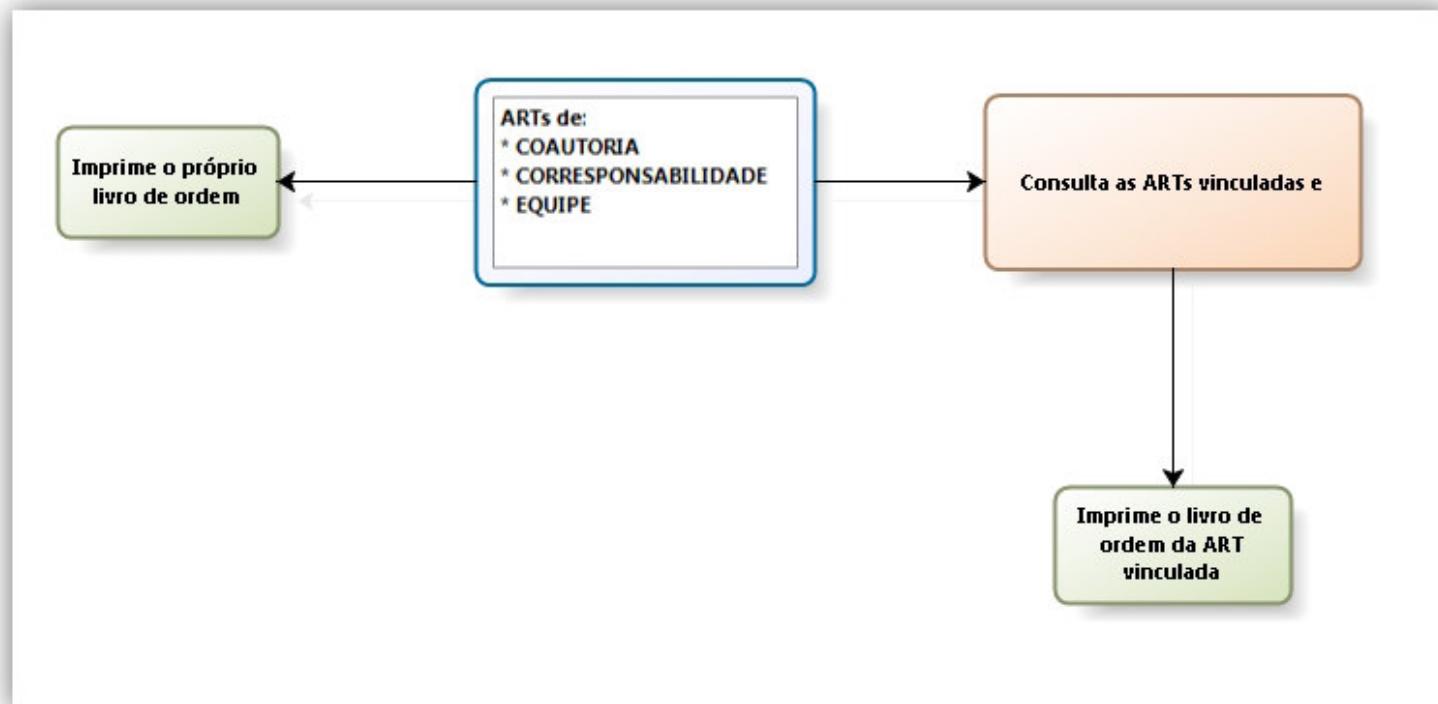 Imprime o próprio
livro de ordem
ARTs de:
* COAUTORIA
* CORRESPONSABILIDADE
* EQUIPE
Consulta as ARTs vinculadas e
Imprime o livro de
ordem da ART
vinculada